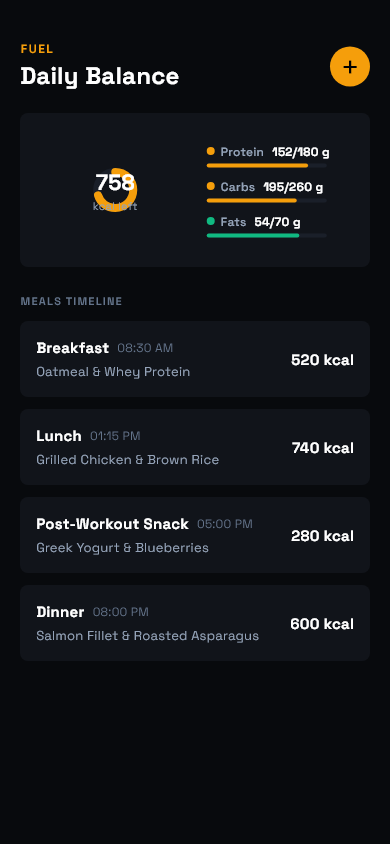 FUEL
Daily Balance
+
758
kcal left
Protein 152/180 g
Carbs 195/260 g
Fats 54/70 g
MEALS TIMELINE
Breakfast 08:30 AM
520 kcal
Oatmeal & Whey Protein
Lunch 01:15 PM
740 kcal
Grilled Chicken & Brown Rice
Post-Workout Snack 05:00 PM
280 kcal
Greek Yogurt & Blueberries
Dinner 08:00 PM
600 kcal
Salmon Fillet & Roasted Asparagus